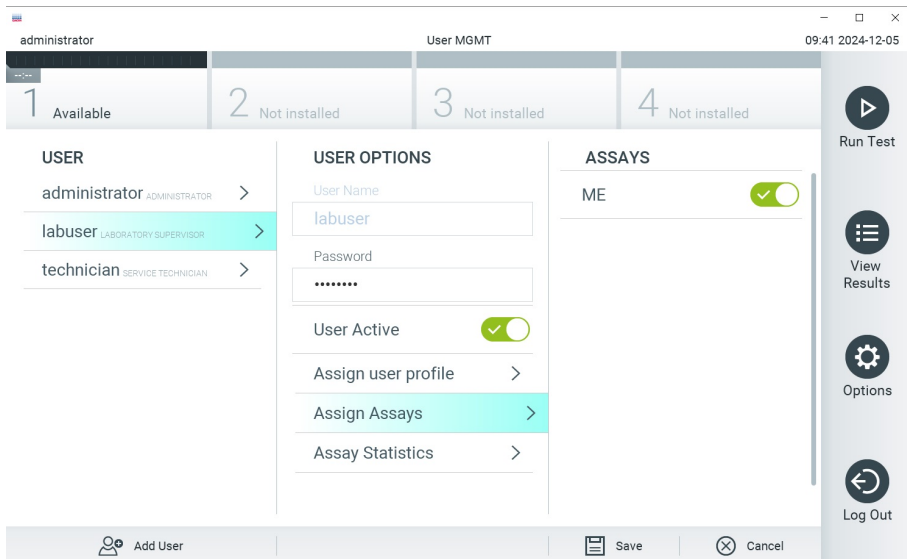 administrator
User MGMT
09:41 2024-12-05
--:--
1 Available
2 Not installed
3 Not installed
4 Not installed
Run Test
View
Results
Options
Log Out
USER
administrator ADMINISTRATOR
labuser LABORATORY SUPERVISOR
technician SERVICE TECHNICIAN
USER OPTIONS
User Name
labuser
Password
••••••••
User Active
Assign user profile
Assign Assays
Assay Statistics
ASSAYS
ME
Add User
Save
Cancel